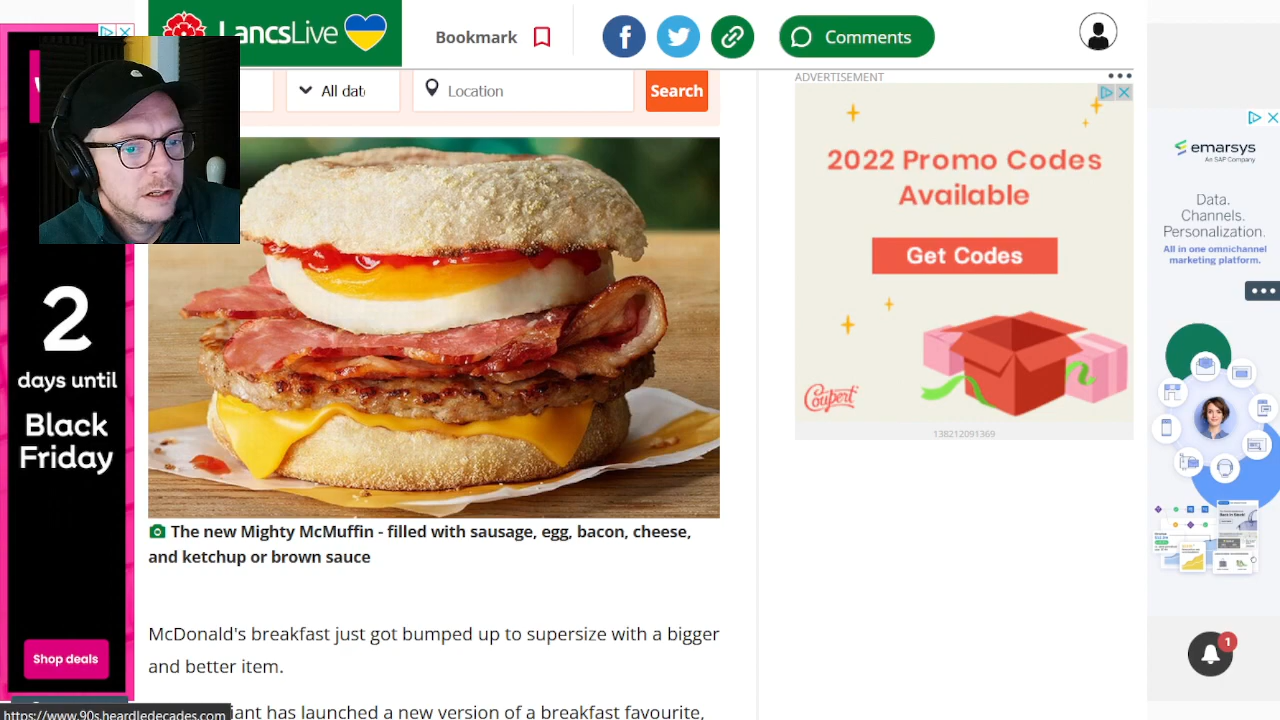 LancsLive
Bookmark
Comments
All dat
Location
Search
2
days until
Black
Friday
Shop deals
https://www.90s.heardledecades.com
The new Mighty McMuffin - filled with sausage, egg, bacon, cheese,
and ketchup or brown sauce
McDonald's breakfast just got bumped up to supersize with a bigger
and better item.
iant has launched a new version of a breakfast favourite,
ADVERTISEMENT
2022 Promo Codes
Available
Get Codes
Coupert
138212091369
emarsys
An SAP Company
Data.
Channels.
Personalization.
All in one omnichannel
marketing platform.
1